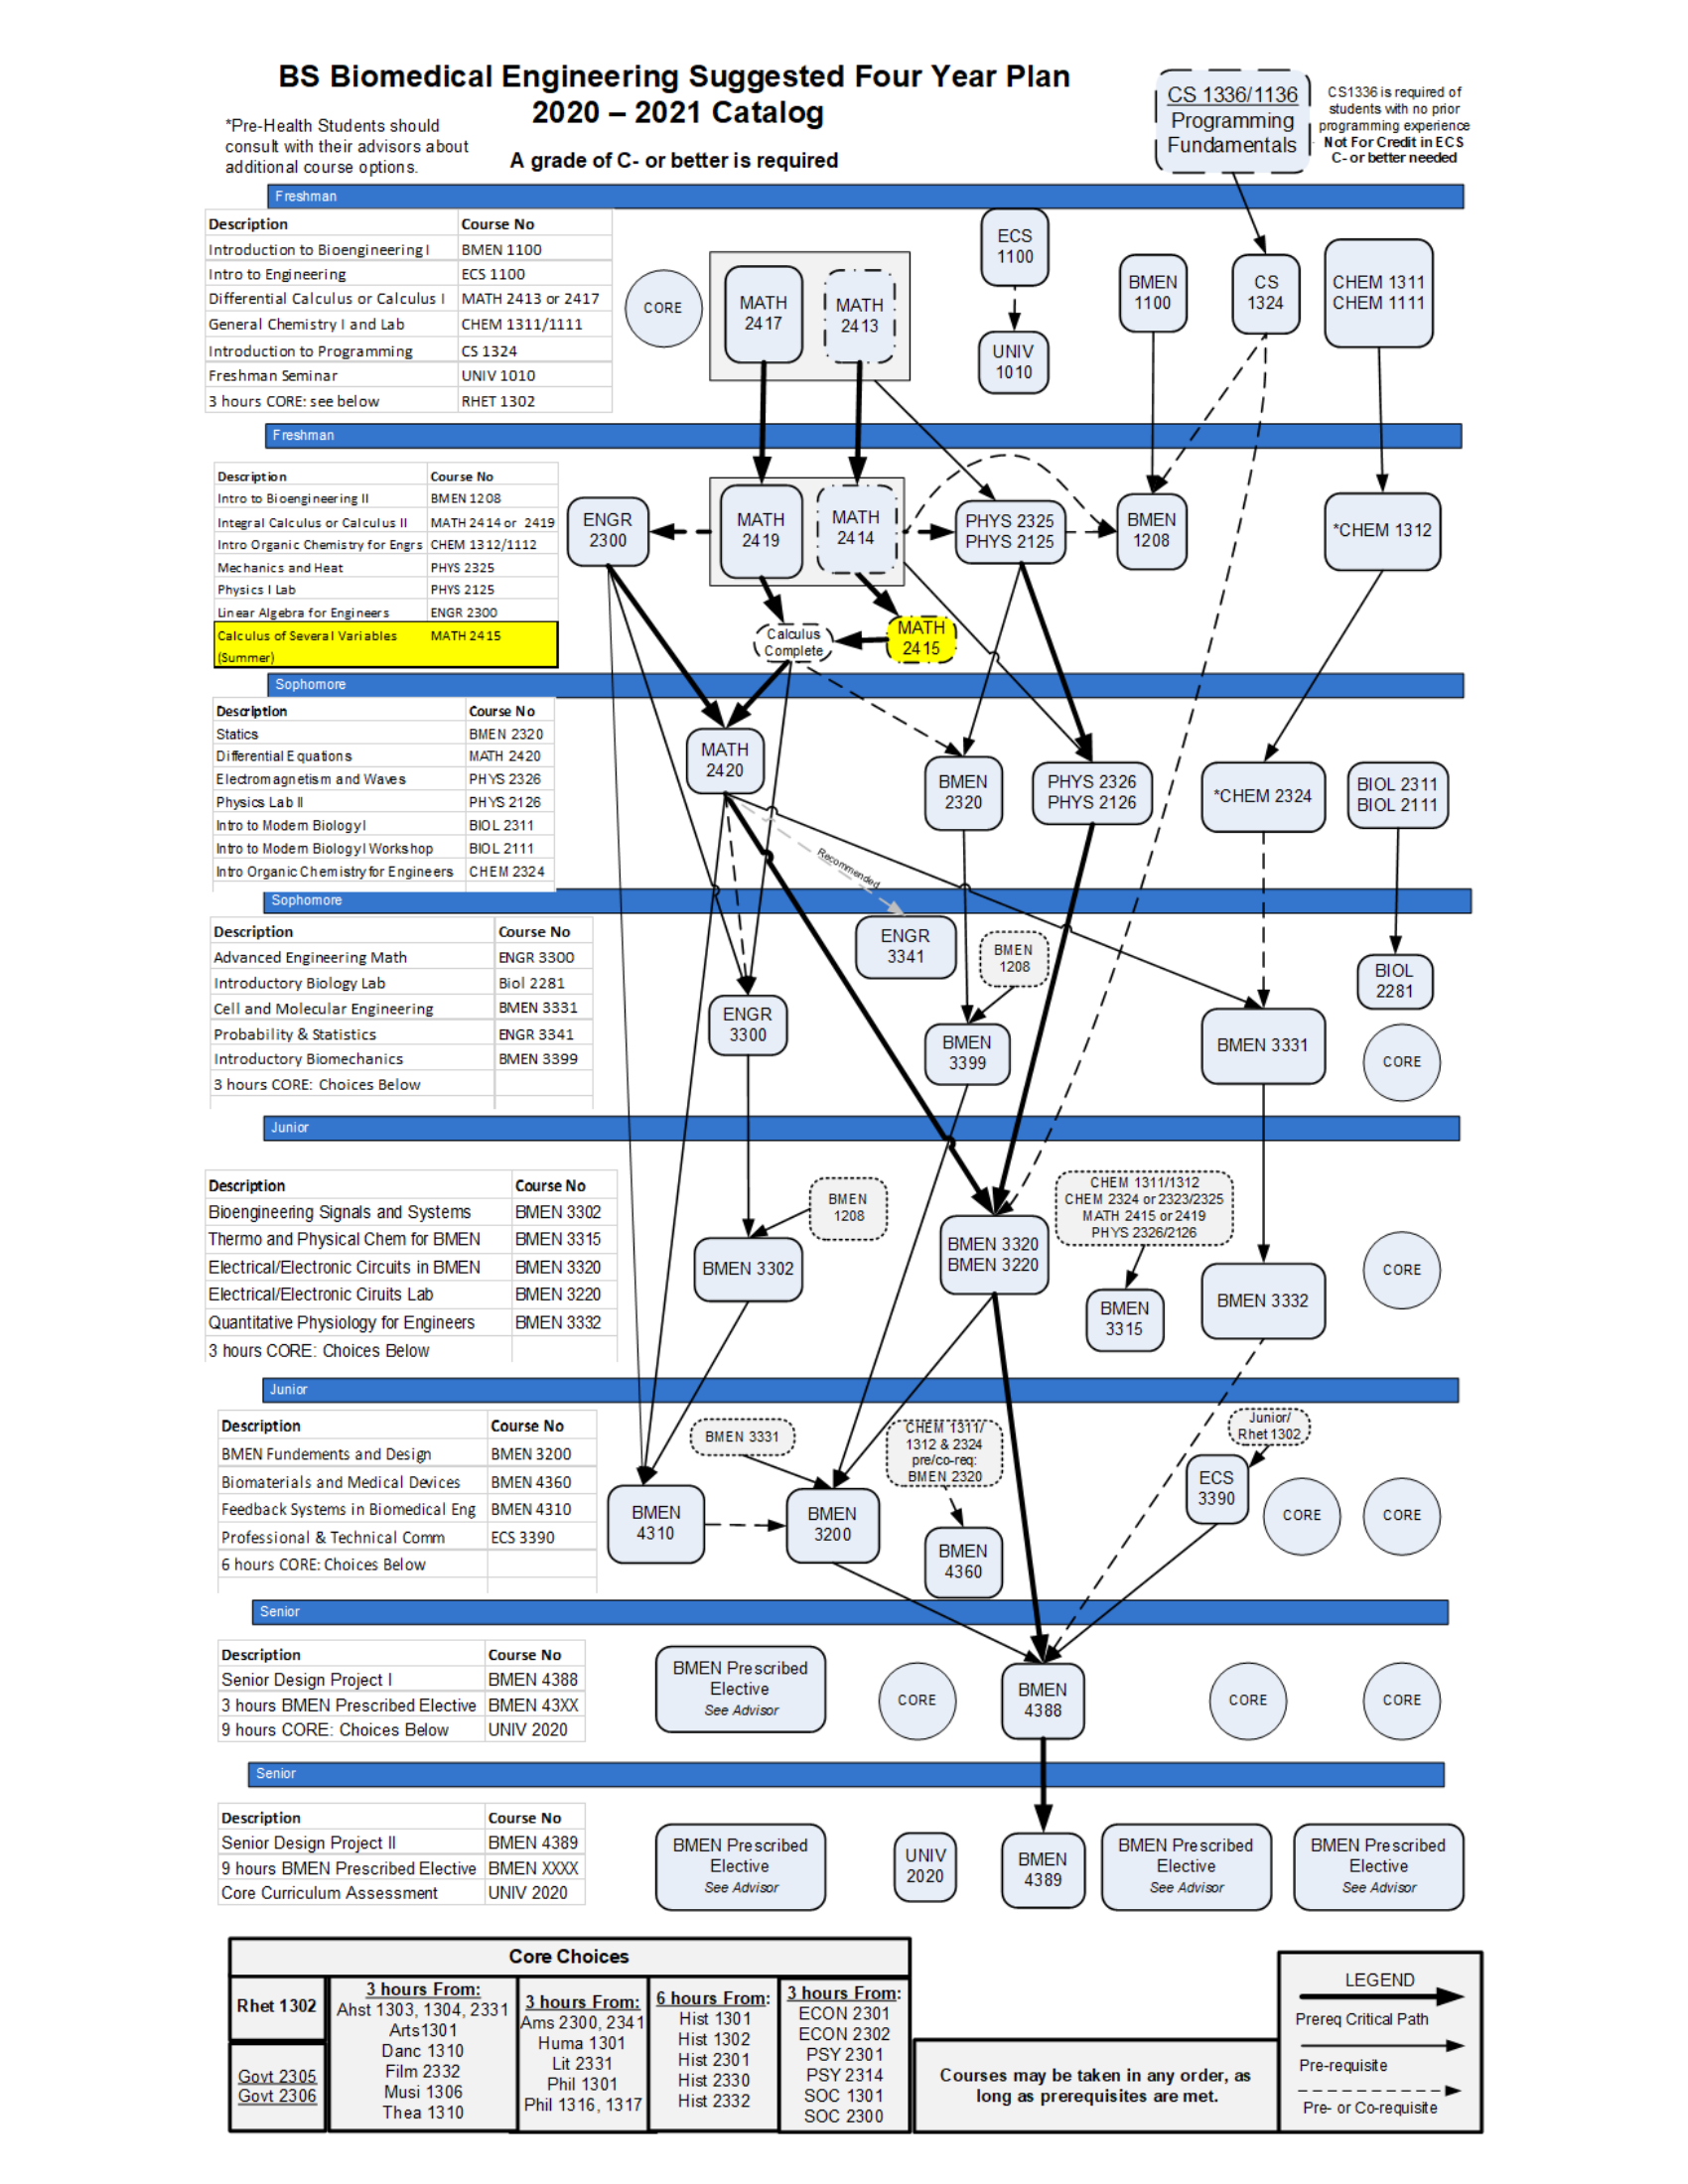 BS Biomedical Engineering Suggested Four Year Plan
2020 – 2021 Catalog
*Pre-Health Students should
consult with their advisors about
additional course options.
A grade of C- or better is required
CS 1336/1136
Programming
Fundamentals
CS1336 is required of
students with no prior
programming experience
Not For Credit in ECS
C- or better needed
Freshman
Description Course No
Introduction to Bioengineering I BMEN 1100
Intro to Engineering ECS 1100
Differential Calculus or Calculus I MATH 2413 or 2417
General Chemistry I and Lab CHEM 1311/1111
Introduction to Programming CS 1324
Freshman Seminar UNIV 1010
3 hours CORE: see below RHET 1302
CORE
MATH
2417
MATH
2413
ECS
1100
UNIV
1010
BMEN
1100
CS
1324
CHEM 1311
CHEM 1111
Freshman
Description Course No
Intro to Bioengineering II BMEN 1208
Integral Calculus or Calculus II MATH 2414 or 2419
Intro Organic Chemistry for Engrs CHEM 1312/1112
Mechanics and Heat PHYS 2325
Physics I Lab PHYS 2125
Linear Algebra for Engineers ENGR 2300
Calculus of Several Variables MATH 2415
(Summer)
ENGR
2300
MATH
2419
MATH
2414
PHYS 2325
PHYS 2125
BMEN
1208
*CHEM 1312
Calculus
Complete
MATH
2415
Sophomore
Description Course No
Statics BMEN 2320
Differential Equations MATH 2420
Electromagnetism and Waves PHYS 2326
Physics Lab II PHYS 2126
Intro to Modern Biology I BIOL 2311
Intro to Modern Biology I Workshop BIOL 2111
Intro Organic Chemistry for Engineers CHEM 2324
MATH
2420
BMEN
2320
PHYS 2326
PHYS 2126
*CHEM 2324
BIOL 2311
BIOL 2111
Recommended
Sophomore
Description Course No
Advanced Engineering Math ENGR 3300
Introductory Biology Lab Biol 2281
Cell and Molecular Engineering BMEN 3331
Probability & Statistics ENGR 3341
Introductory Biomechanics BMEN 3399
3 hours CORE: Choices Below
ENGR
3341
BMEN
1208
BIOL
2281
ENGR
3300
BMEN
3399
BMEN 3331
CORE
Junior
Description Course No
Bioengineering Signals and Systems BMEN 3302
Thermo and Physical Chem for BMEN BMEN 3315
Electrical/Electronic Circuits in BMEN BMEN 3320
Electrical/Electronic Ciruits Lab BMEN 3220
Quantitative Physiology for Engineers BMEN 3332
3 hours CORE: Choices Below
BMEN
1208
BMEN 3302
BMEN 3320
BMEN 3220
CHEM 1311/1312
CHEM 2324 or 2323/2325
MATH 2415 or 2419
PHYS 2326/2126
BMEN
3315
BMEN 3332
CORE
Junior
Description Course No
BMEN Fundements and Design BMEN 3200
Biomaterials and Medical Devices BMEN 4360
Feedback Systems in Biomedical Eng BMEN 4310
Professional & Technical Comm ECS 3390
6 hours CORE: Choices Below
BMEN 3331
CHEM 1311/
1312 & 2324
pre/co-req:
BMEN 2320
Junior/
Rhet 1302
BMEN
4310
BMEN
3200
BMEN
4360
ECS
3390
CORE
CORE
Senior
Description Course No
Senior Design Project I BMEN 4388
3 hours BMEN Prescribed Elective BMEN 43XX
9 hours CORE: Choices Below UNIV 2020
BMEN Prescribed
Elective
See Advisor
CORE
BMEN
4388
CORE
CORE
Senior
Description Course No
Senior Design Project II BMEN 4389
9 hours BMEN Prescribed Elective BMEN XXXX
Core Curriculum Assessment UNIV 2020
BMEN Prescribed
Elective
See Advisor
UNIV
2020
BMEN
4389
BMEN Prescribed
Elective
See Advisor
BMEN Prescribed
Elective
See Advisor
Core Choices
Rhet 1302
Govt 2305
Govt 2306
3 hours From:
Ahst 1303, 1304, 2331
Arts1301
Danc 1310
Film 2332
Musi 1306
Thea 1310
3 hours From:
Ams 2300, 2341
Huma 1301
Lit 2331
Phil 1301
Phil 1316, 1317
6 hours From:
Hist 1301
Hist 1302
Hist 2301
Hist 2330
Hist 2332
3 hours From:
ECON 2301
ECON 2302
PSY 2301
PSY 2314
SOC 1301
SOC 2300
Courses may be taken in any order, as
long as prerequisites are met.
LEGEND
Prereq Critical Path
Pre-requisite
Pre- or Co-requisite